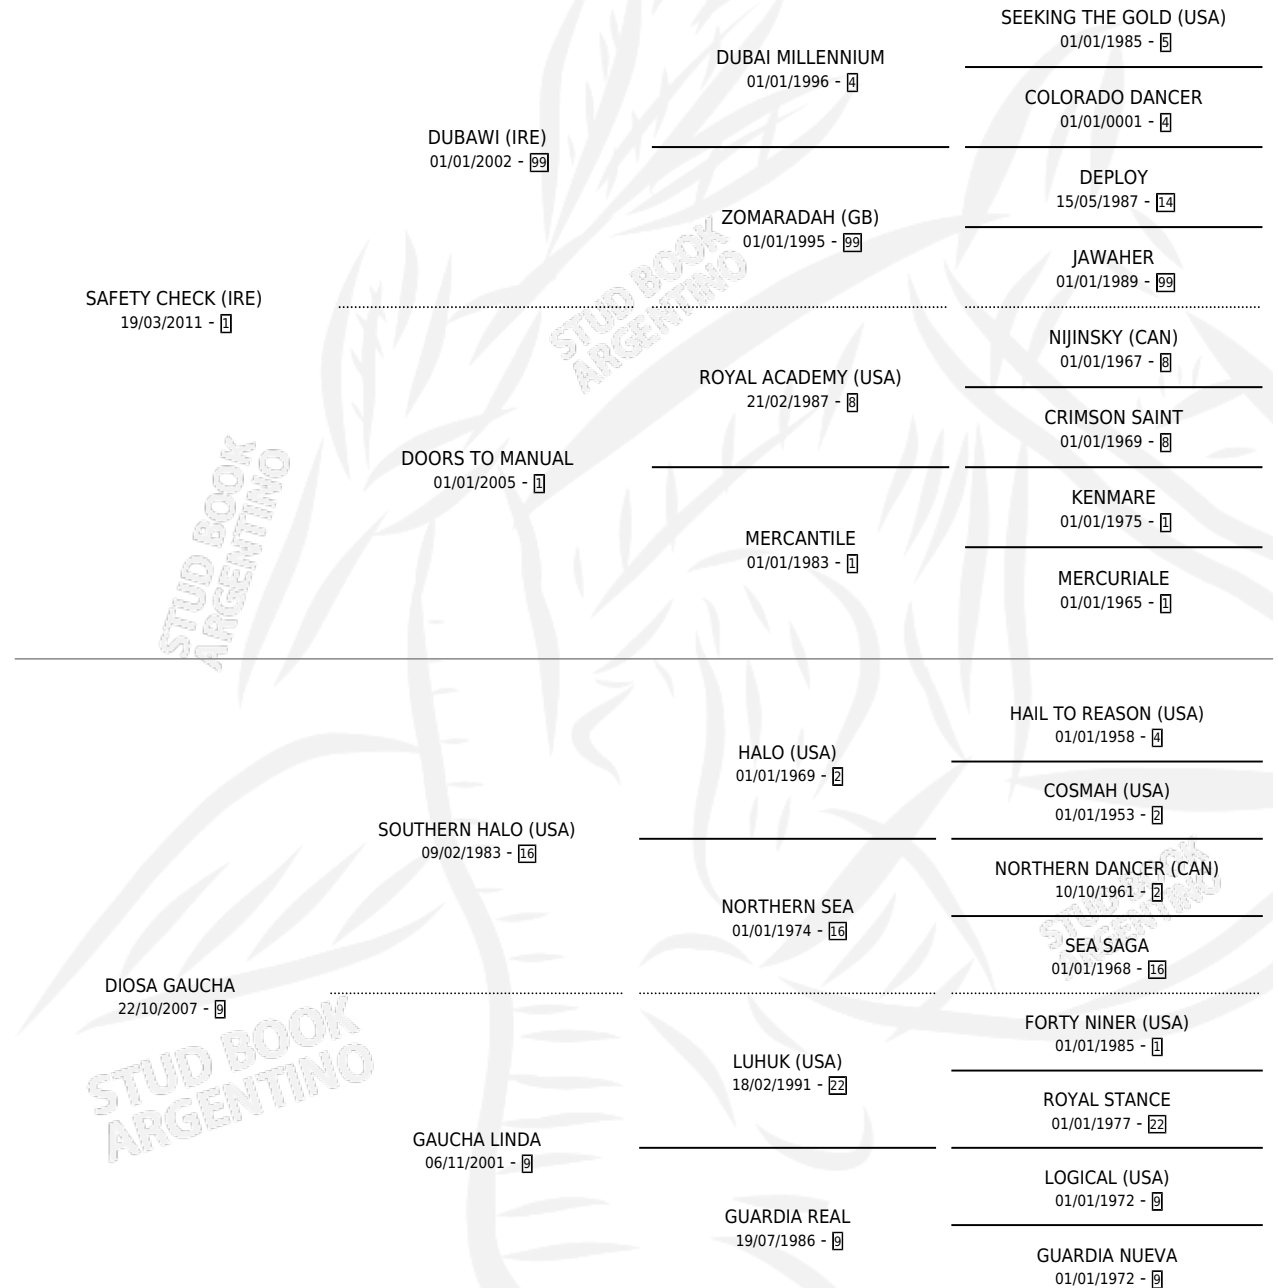 SEEKING THE GOLD (USA)
01/01/1985 - 5
DUBAI MILLENNIUM
01/01/1996 - 4
COLORADO DANCER
01/01/0001 - 4
DUBAWI (IRE)
01/01/2002 - 99
DEPLOY
15/05/1987 - 14
ZOMARADAH (GB)
01/01/1995 - 99
JAWAHER
01/01/1989 - 99
SAFETY CHECK (IRE)
19/03/2011 - 1
STUD BOOK
ARGENTINO
NIJINSKY (CAN)
01/01/1967 - 8
ROYAL ACADEMY (USA)
21/02/1987 - 8
CRIMSON SAINT
01/01/1969 - 8
DOORS TO MANUAL
01/01/2005 - 1
KENMARE
01/01/1975 - 1
MERCANTILE
01/01/1983 - 1
MERCURIALE
01/01/1965 - 1
STUD BOOK
ARGENTINO
HAIL TO REASON (USA)
01/01/1958 - 4
HALO (USA)
01/01/1969 - 2
COSMAH (USA)
01/01/1953 - 2
SOUTHERN HALO (USA)
09/02/1983 - 16
NORTHERN DANCER (CAN)
10/10/1961 - 2
STUD BOOK
ARGENTINO
NORTHERN SEA
01/01/1974 - 16
SEA SAGA
01/01/1968 - 16
DIOSA GAUCHA
22/10/2007 - 9
STUD BOOK
ARGENTINO
FORTY NINER (USA)
01/01/1985 - 1
LUHUK (USA)
18/02/1991 - 22
ROYAL STANCE
01/01/1977 - 22
GAUCHA LINDA
06/11/2001 - 9
LOGICAL (USA)
01/01/1972 - 9
GUARDIA REAL
19/07/1986 - 9
GUARDIA NUEVA
01/01/1972 - 9